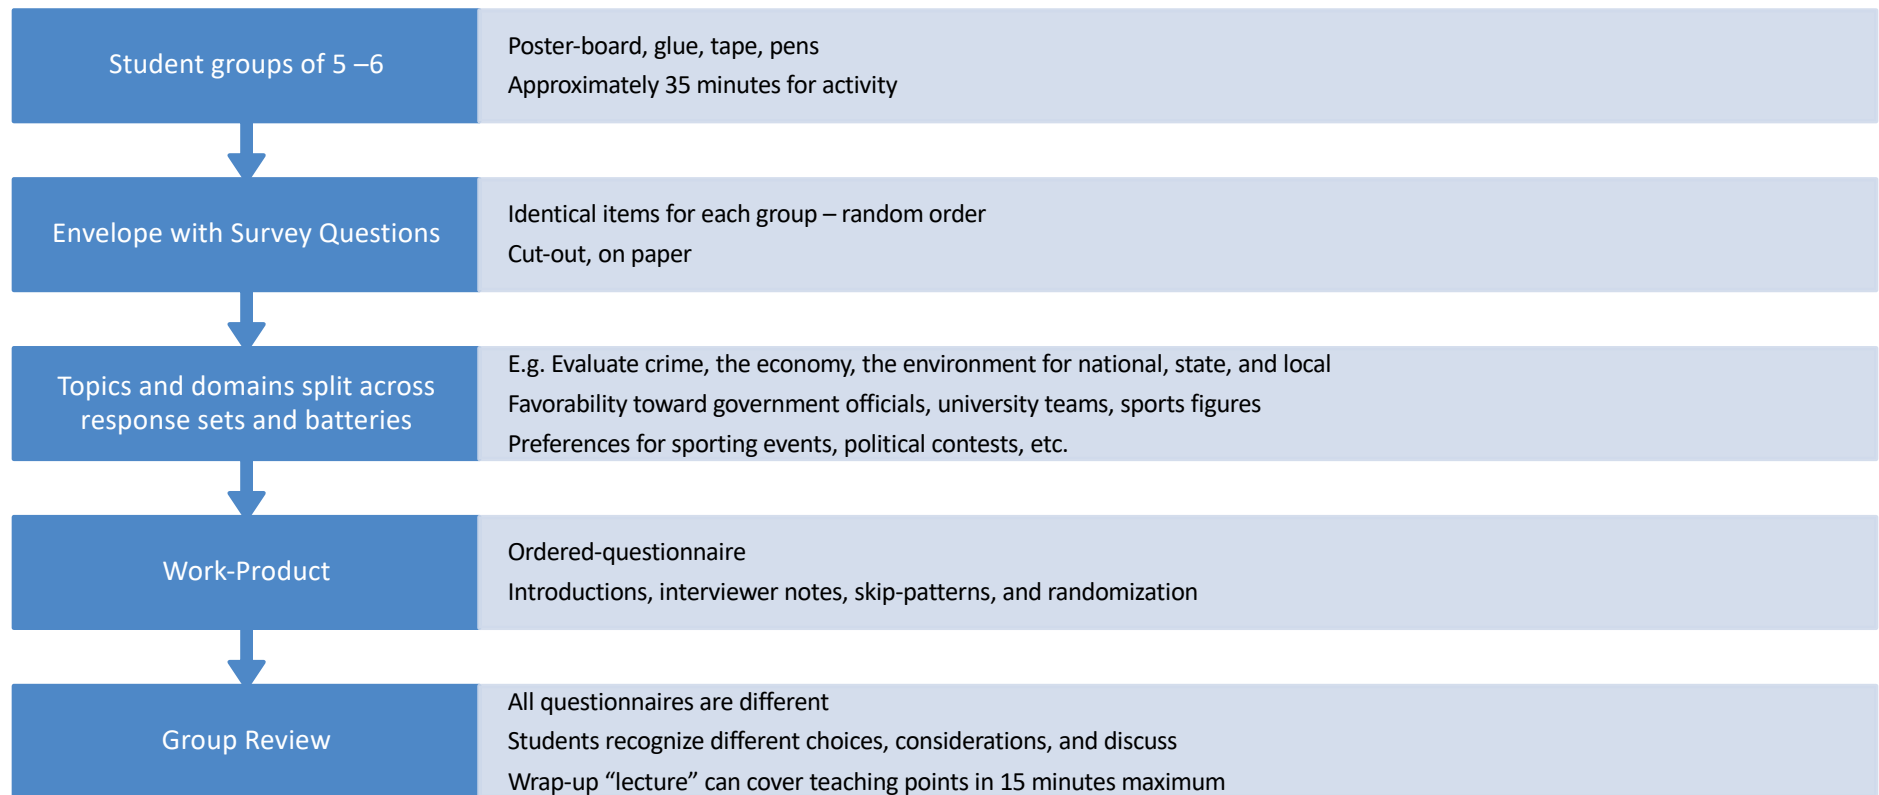 Student groups of 5 –6
Poster-board, glue, tape, pens
Approximately 35 minutes for activity
Envelope with Survey Questions
Identical items for each group – random order
Cut-out, on paper
Topics and domains split across
response sets and batteries
E.g. Evaluate crime, the economy, the environment for national, state, and local
Favorability toward government officials, university teams, sports figures
Preferences for sporting events, political contests, etc.
Work-Product
Ordered-questionnaire
Introductions, interviewer notes, skip-patterns, and randomization
Group Review
All questionnaires are different
Students recognize different choices, considerations, and discuss
Wrap-up “lecture” can cover teaching points in 15 minutes maximum